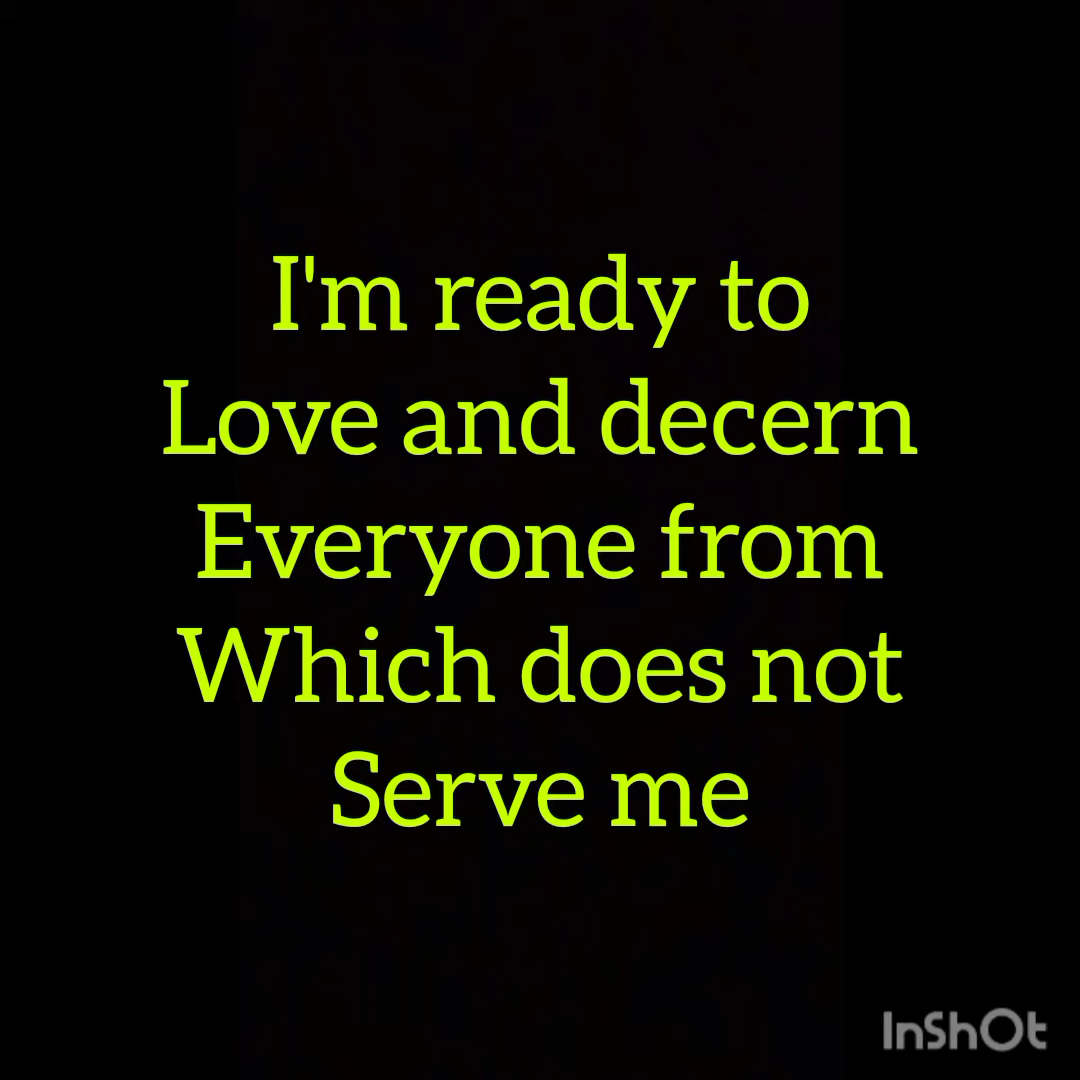 I'm ready to
Love and decern
Everyone from
Which does not
Serve me
InShOt